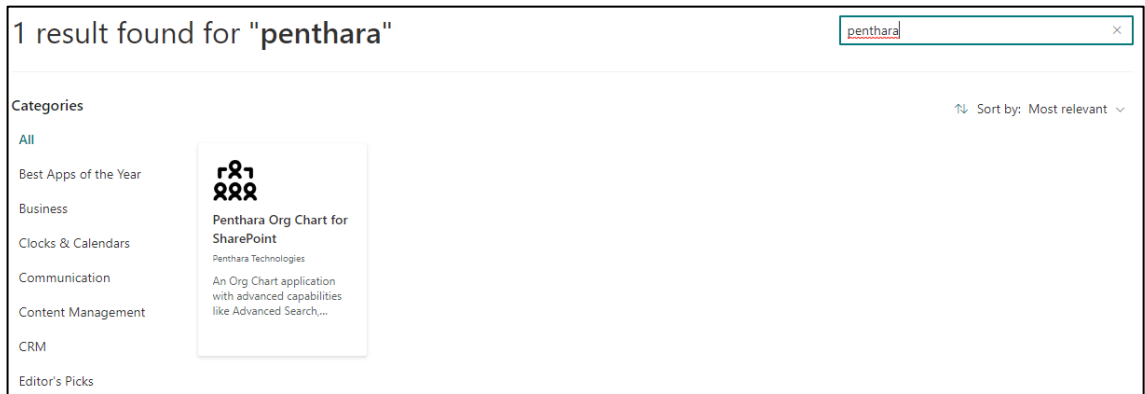 1 result found for "penthara"
penthara
Categories
Sort by: Most relevant
All
Best Apps of the Year
Business
Clocks & Calendars
Communication
Content Management
CRM
Editor's Picks
Penthara Org Chart for
SharePoint
Penthara Technologies
An Org Chart application
with advanced capabilities
like Advanced Search,...